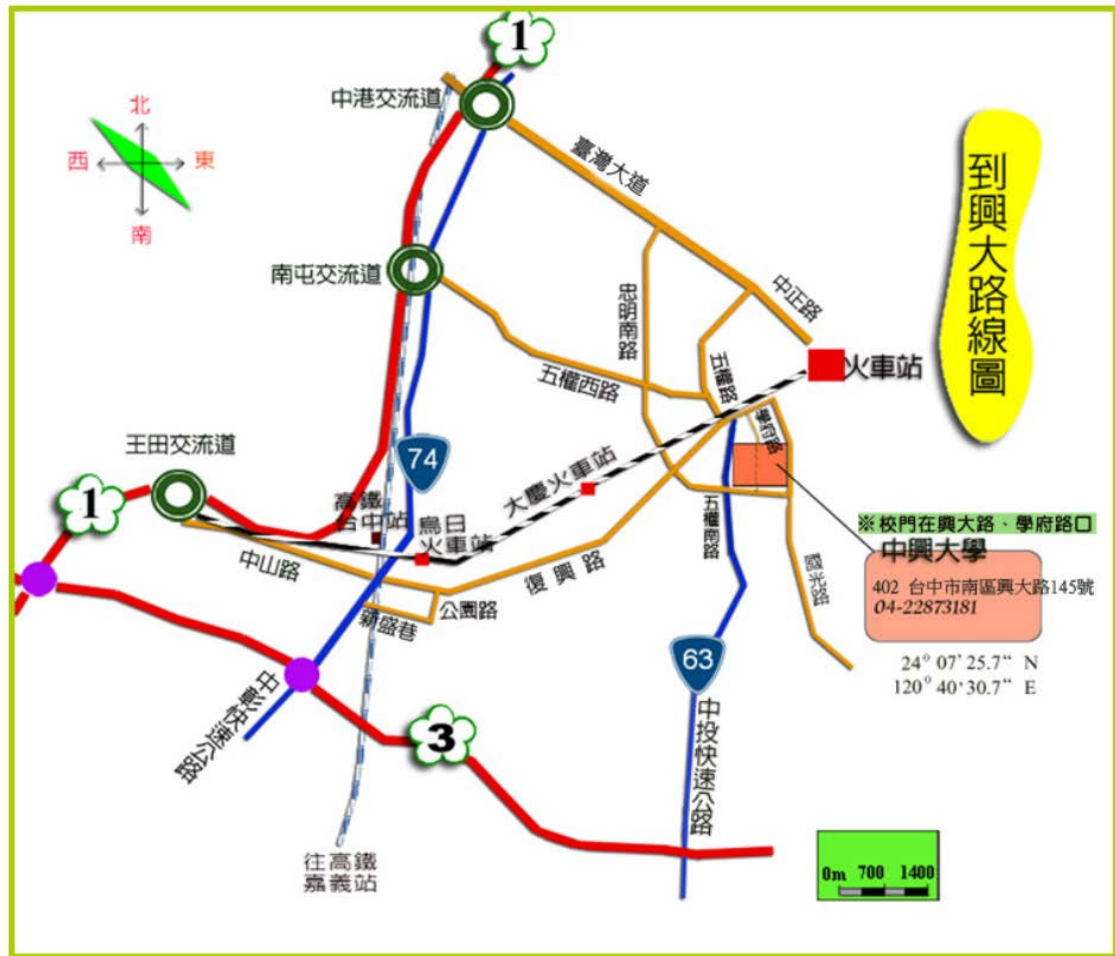 1
中港交流道
北
西
東
南
臺灣大道
到興大路線圖
南屯交流道
忠明南路
中正路
火車站
五權西路
五權路
學府路
王田交流道
74
大慶火車站
1
高鐵
台中站
烏日
火車站
五權南路
※校門在興大路、學府路口
中興大學
402 台中市南區興大路145號
04-22873181
中山路
復興路
國光路
公園路
新盛巷
24° 07' 25.7" N
120° 40' 30.7" E
63
中彰快速公路
3
中投快速公路
往高鐵
嘉義站
0m 700 1400